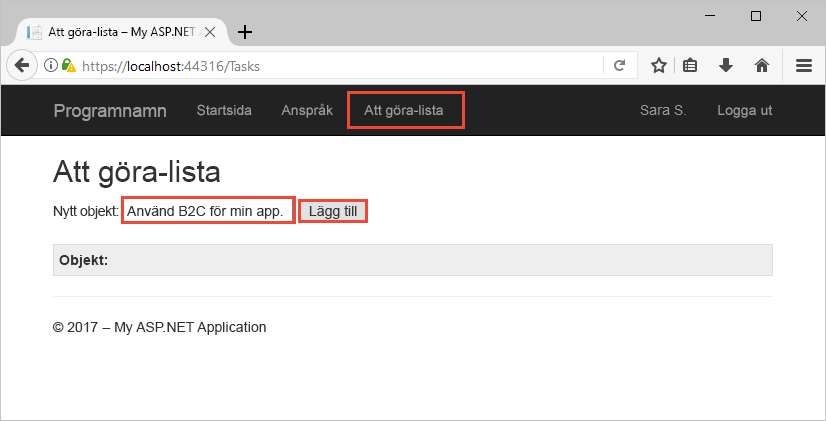 Att göra-lista – My ASP.NET A
https://localhost:44316/Tasks
Programnamn Startsida Anspråk Att göra-lista Sara S. Logga ut
Att göra-lista
Nytt objekt: Använd B2C för min app. Lägg till
Objekt:
© 2017 – My ASP.NET Application